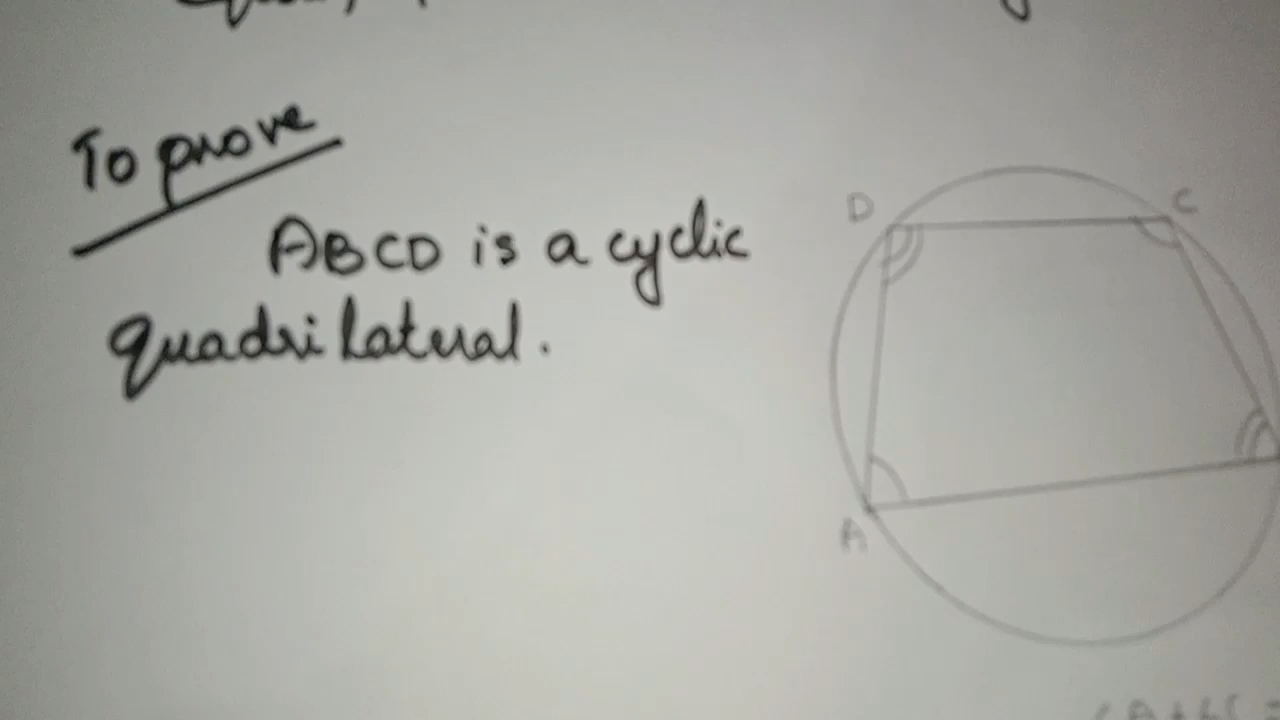 To prove
ABCD is a cyclic
quadrilateral.
D
C
A